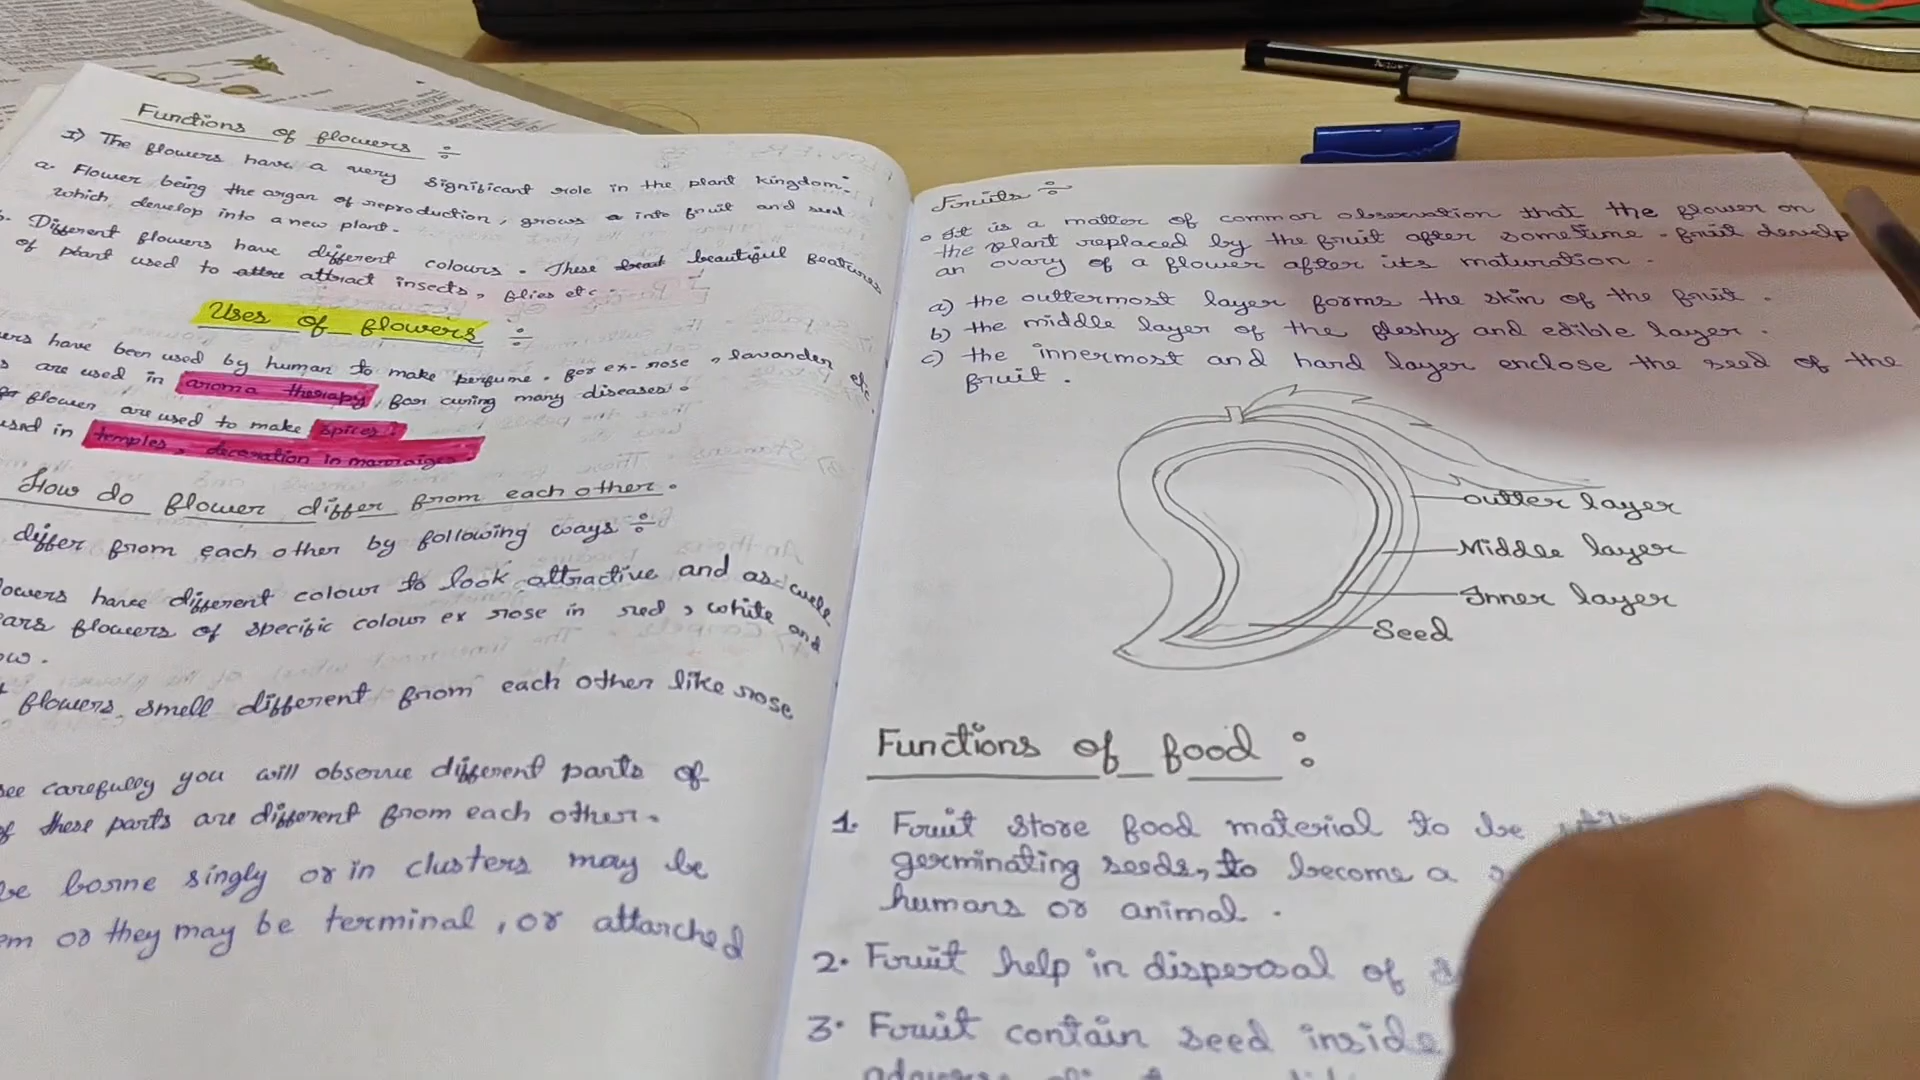 Functions of flowers ÷
I) The flowers have a very significant role in the plant kingdom.
a. Flower being the organ of reproduction, grows into fruit and seed
which develop into a new plant.
b. Different flowers have different colours. These beautiful features
of plant used to attract insects, flies etc.
Uses of flowers ÷
have been used by human to make perfume. for ex- rose, lavander etc.
are used in aroma therapy, for curing many diseases.
flower are used to make spices.
used in temples, decoration in marraiges
How do flower differ from each other.
differ from each other by following ways ÷
have different colour to look attractive and as well
flowers of specific colour ex rose in red, white and
flowers smell different from each other like rose
see carefully you will observe different parts of
of these parts are different from each other.
be borne singly or in clusters may be
or they may be terminal, or attarched
Fruits ÷
It is a matter of common observation that the flower on
the plant replaced by the fruit after sometime. fruit develp
an ovary of a flower after its maturation.
a) the outtermost layer forms the skin of the fruit.
b) the middle layer of the fleshy and edible layer.
c) the innermost and hard layer enclose the seed of the
fruit.
outter layer
Middle layer
Inner layer
Seed
Functions of food :
1. Fruit store food material to be
germinating seeds, to become a
humans or animal.
2. Fruit help in dispersal of
3. Fruit contain seed inside